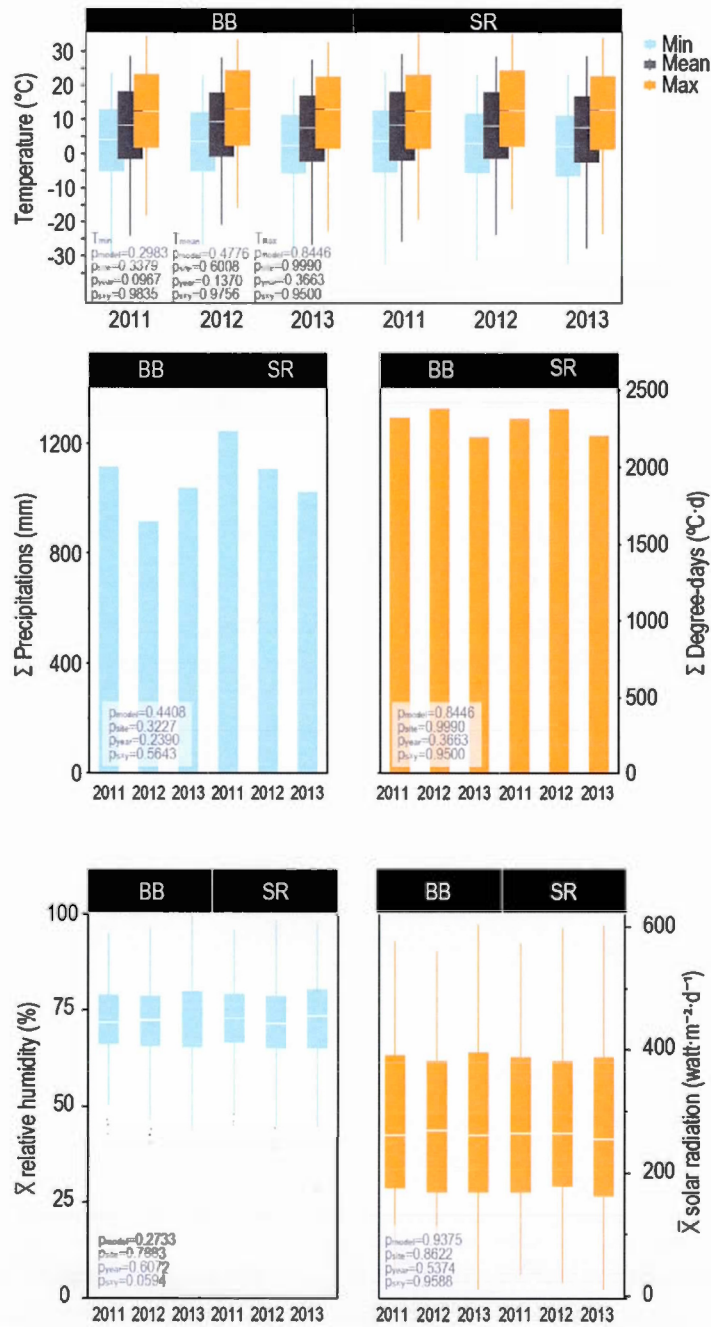 BB SR
Min
Mean
Max
Temperature (°C)
30
20
10
0
-10
-20
-30
Tmin
pmodel=0.2983
psite=0.3379
pyear=0.0967
psxy=0.9835
Tmean
pmodel=0.4776
psite=0.6008
pyear=0.1370
psxy=0.9756
Tmax
pmodel=0.8446
psite=0.9990
pyear=0.3663
psxy=0.9500
2011 2012 2013 2011 2012 2013
BB SR
Σ Precipitations (mm)
1200
800
400
0
pmodel=0.4408
psite=0.3227
pyear=0.2390
psxy=0.5643
2011 2012 2013 2011 2012 2013
BB SR
2500
2000
1500
1000
500
0
Σ Degree-days (ºC·d)
pmodel=0.8446
psite=0.9990
pyear=0.3663
psxy=0.9500
2011 2012 2013 2011 2012 2013
BB SR
X̅ relative humidity (%)
100
75
50
25
0
pmodel=0.2733
psite=0.7883
pyear=0.6072
psxy=0.0594
2011 2012 2013 2011 2012 2013
BB SR
600
400
200
0
X̅ solar radiation (watt·m⁻²·d⁻¹)
pmodel=0.9375
psite=0.8622
pyear=0.5374
psxy=0.9588
2011 2012 2013 2011 2012 2013